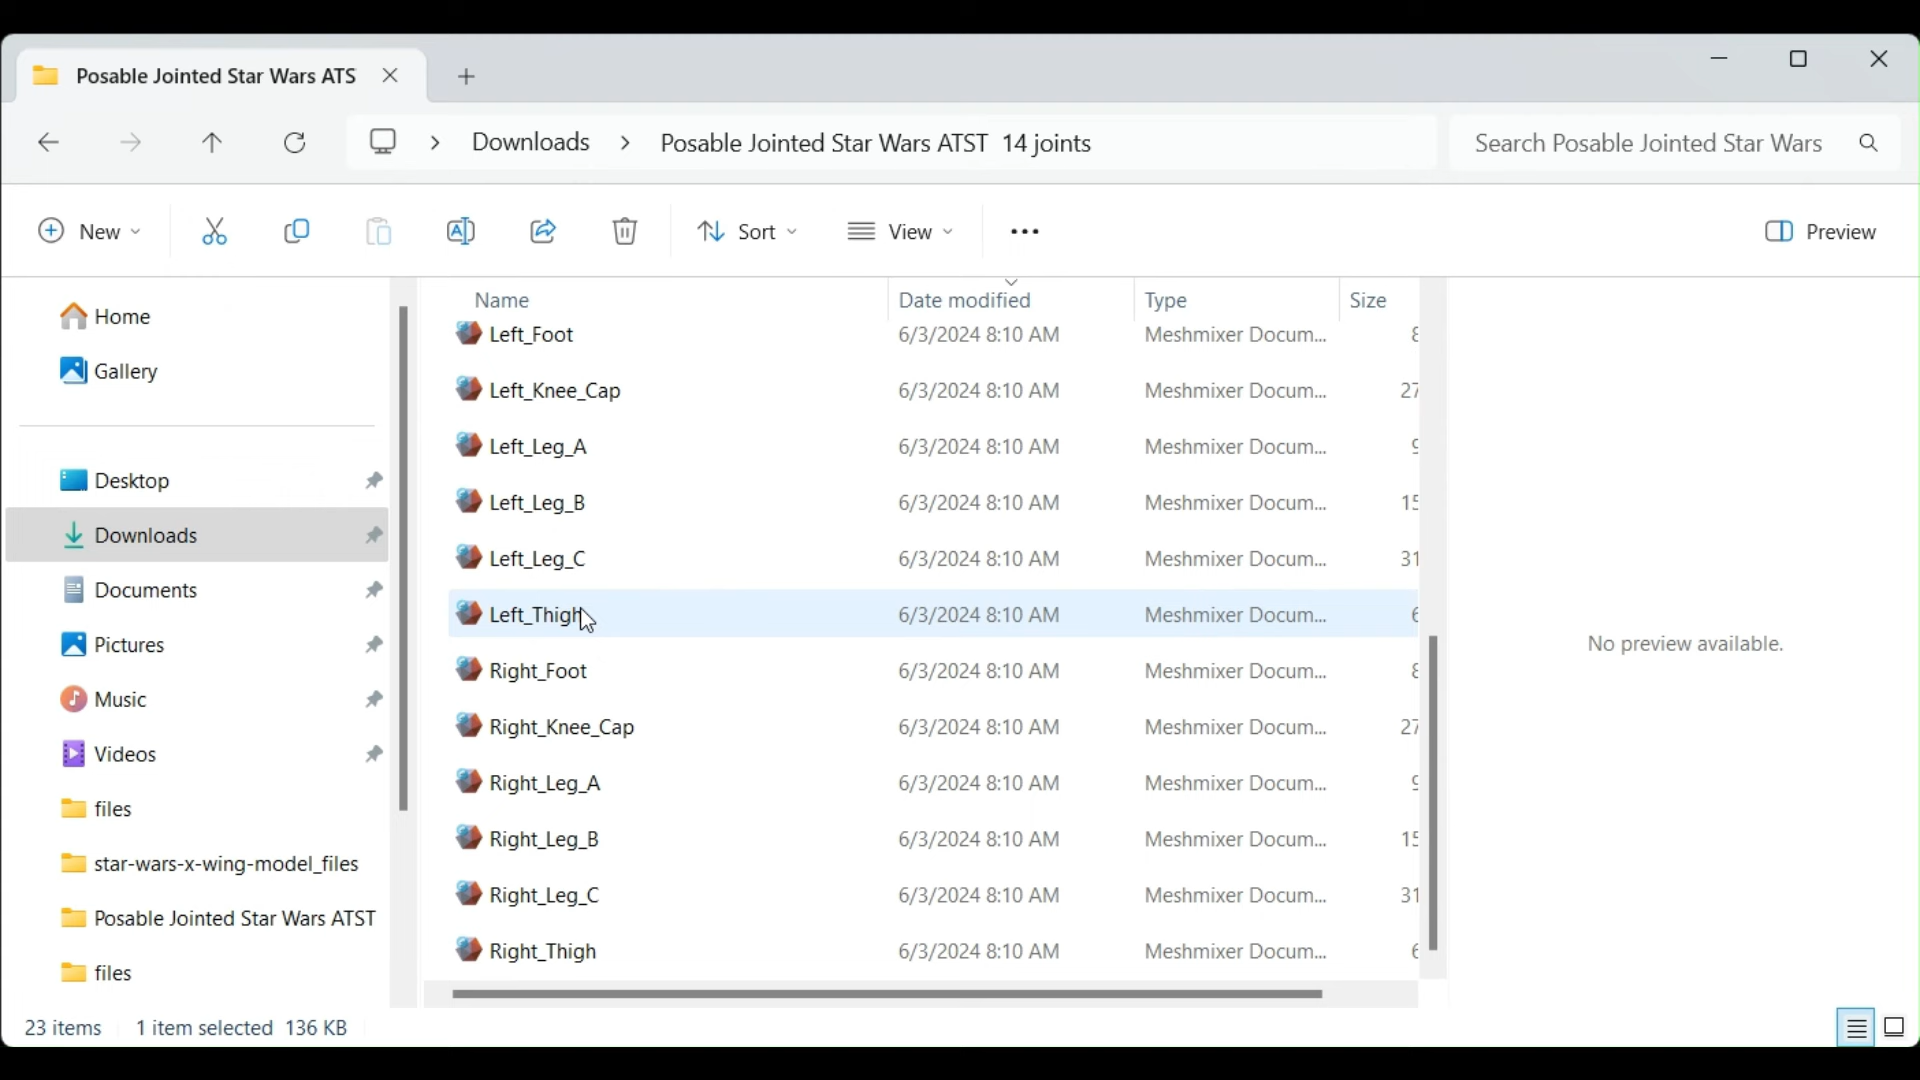 Posable Jointed Star Wars ATS
Downloads Posable Jointed Star Wars ATST 14 joints
Search Posable Jointed Star Wars
New Sort View Preview
Home
Gallery
Desktop
Downloads
Documents
Pictures
Music
Videos
files
star-wars-x-wing-model_files
Posable Jointed Star Wars ATST
files
Name Date modified Type Size
Left_Foot 6/3/2024 8:10 AM Meshmixer Docum...
Left_Knee_Cap 6/3/2024 8:10 AM Meshmixer Docum... 27
Left_Leg_A 6/3/2024 8:10 AM Meshmixer Docum...
Left_Leg_B 6/3/2024 8:10 AM Meshmixer Docum... 15
Left_Leg_C 6/3/2024 8:10 AM Meshmixer Docum... 31
Left_Thigh 6/3/2024 8:10 AM Meshmixer Docum...
Right_Foot 6/3/2024 8:10 AM Meshmixer Docum...
Right_Knee_Cap 6/3/2024 8:10 AM Meshmixer Docum... 27
Right_Leg_A 6/3/2024 8:10 AM Meshmixer Docum...
Right_Leg_B 6/3/2024 8:10 AM Meshmixer Docum... 15
Right_Leg_C 6/3/2024 8:10 AM Meshmixer Docum... 31
Right_Thigh 6/3/2024 8:10 AM Meshmixer Docum...
No preview available.
23 items 1 item selected 136 KB